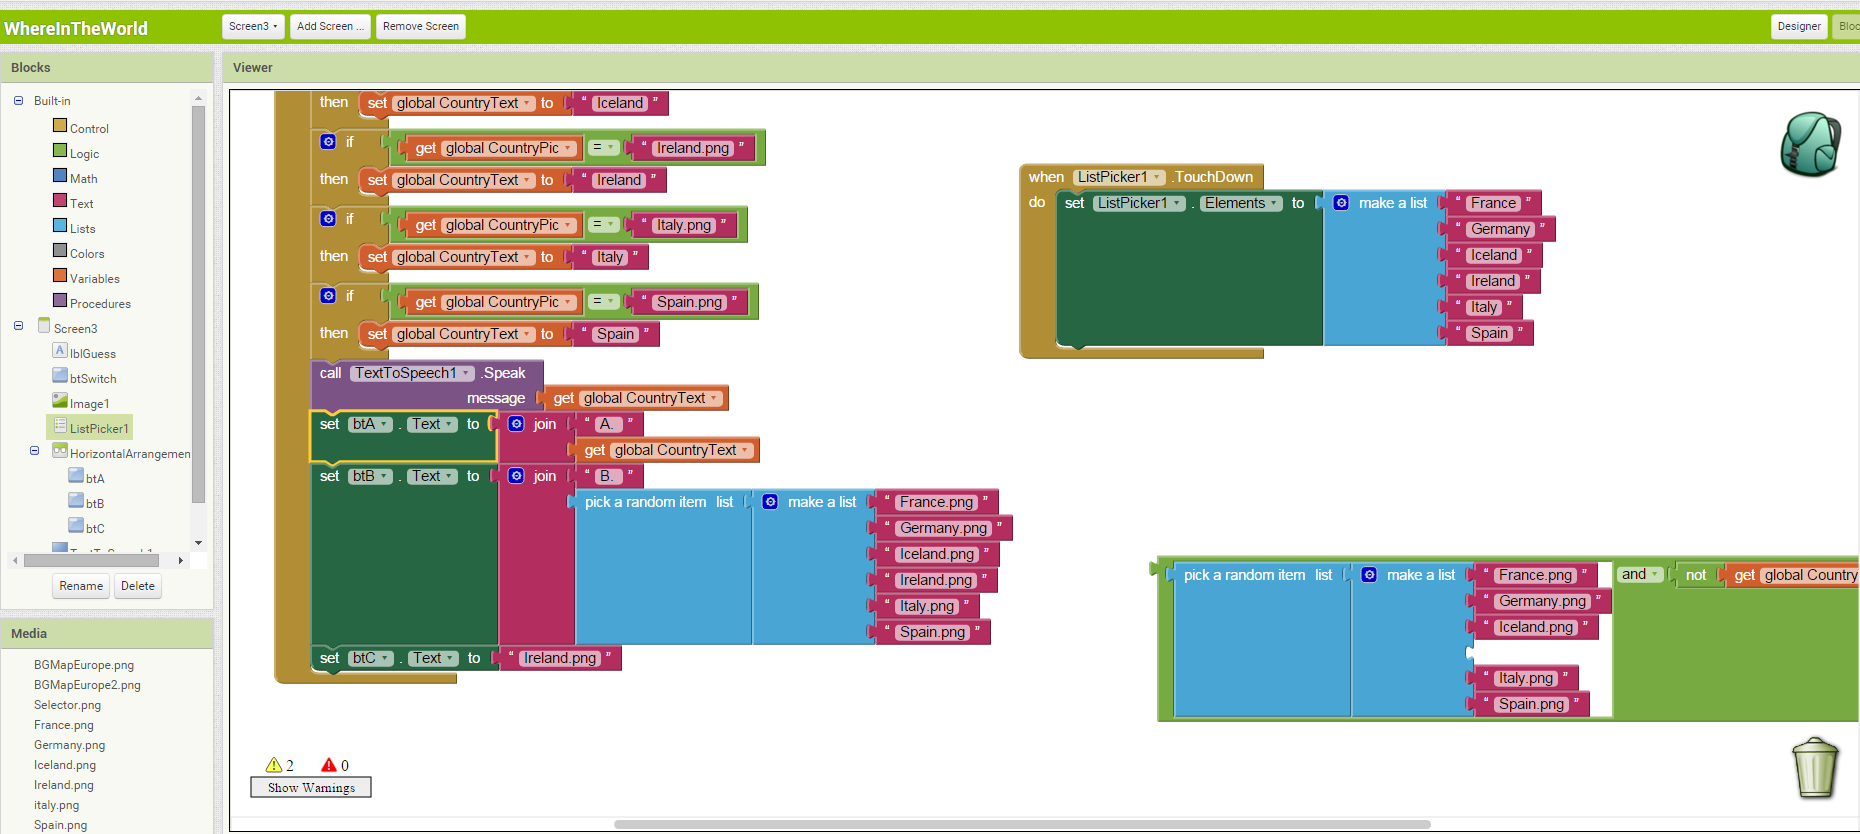 WhereInTheWorld
Screen3
Add Screen ...
Remove Screen
Designer
Bloc
Blocks
Built-in
Control
Logic
Math
Text
Lists
Colors
Variables
Procedures
Screen3
lblGuess
btSwitch
Image1
ListPicker1
HorizontalArrangemen
btA
btB
btC
Rename
Delete
Media
BGMapEurope.png
BGMapEurope2.png
Selector.png
France.png
Germany.png
Iceland.png
Ireland.png
italy.png
Spain.png
Viewer
then set global CountryText to " Iceland "
if get global CountryPic = " Ireland.png "
then set global CountryText to " Ireland "
if get global CountryPic = " Italy.png "
then set global CountryText to " Italy "
if get global CountryPic = " Spain.png "
then set global CountryText to " Spain "
call TextToSpeech1 .Speak
message get global CountryText
set btA . Text to join " A. "
get global CountryText
set btB . Text to join " B. "
pick a random item list make a list " France.png "
" Germany.png "
" Iceland.png "
" Ireland.png "
" Italy.png "
" Spain.png "
set btC . Text to " Ireland.png "
when ListPicker1 .TouchDown
do set ListPicker1 . Elements to make a list " France "
" Germany "
" Iceland "
" Ireland "
" Italy "
" Spain "
pick a random item list make a list " France.png " and not get global Country
" Germany.png "
" Iceland.png "
" Italy.png "
" Spain.png "
2 0
Show Warnings